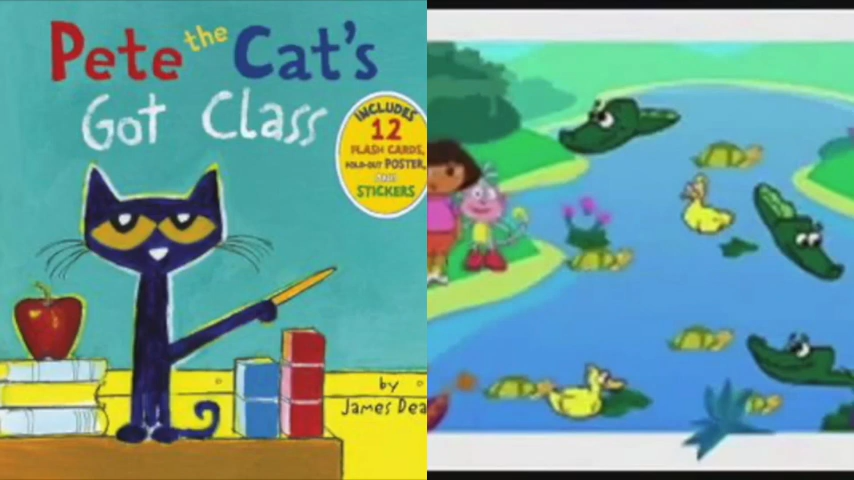 Pete the Cat's
Got Class
INCLUDES
12
FLASH CARDS,
FOLD-OUT POSTER,
AND
STICKERS
by
James Dea